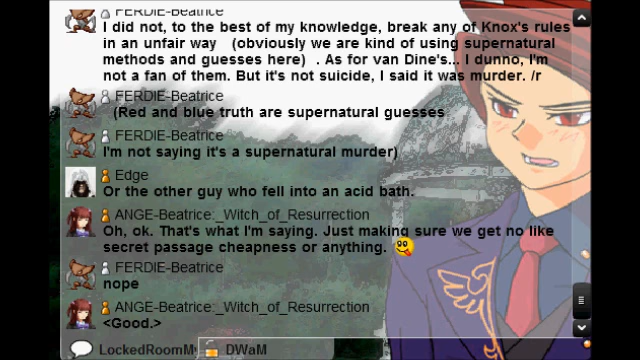 FERDIE-Beatrice
I did not, to the best of my knowledge, break any of Knox's rules
in an unfair way (obviously we are kind of using supernatural
methods and guesses here) . As for van Dine's... I dunno, I'm
not a fan of them. But it's not suicide, I said it was murder. /r
FERDIE-Beatrice
(Red and blue truth are supernatural guesses
FERDIE-Beatrice
I'm not saying it's a supernatural murder)
Edge
Or the other guy who fell into an acid bath.
ANGE-Beatrice:_Witch_of_Resurrection
Oh, ok. That's what I'm saying. Just making sure we get no like
secret passage cheapness or anything.
FERDIE-Beatrice
nope
ANGE-Beatrice:_Witch_of_Resurrection
<Good.>
LockedRoomMy DWaM